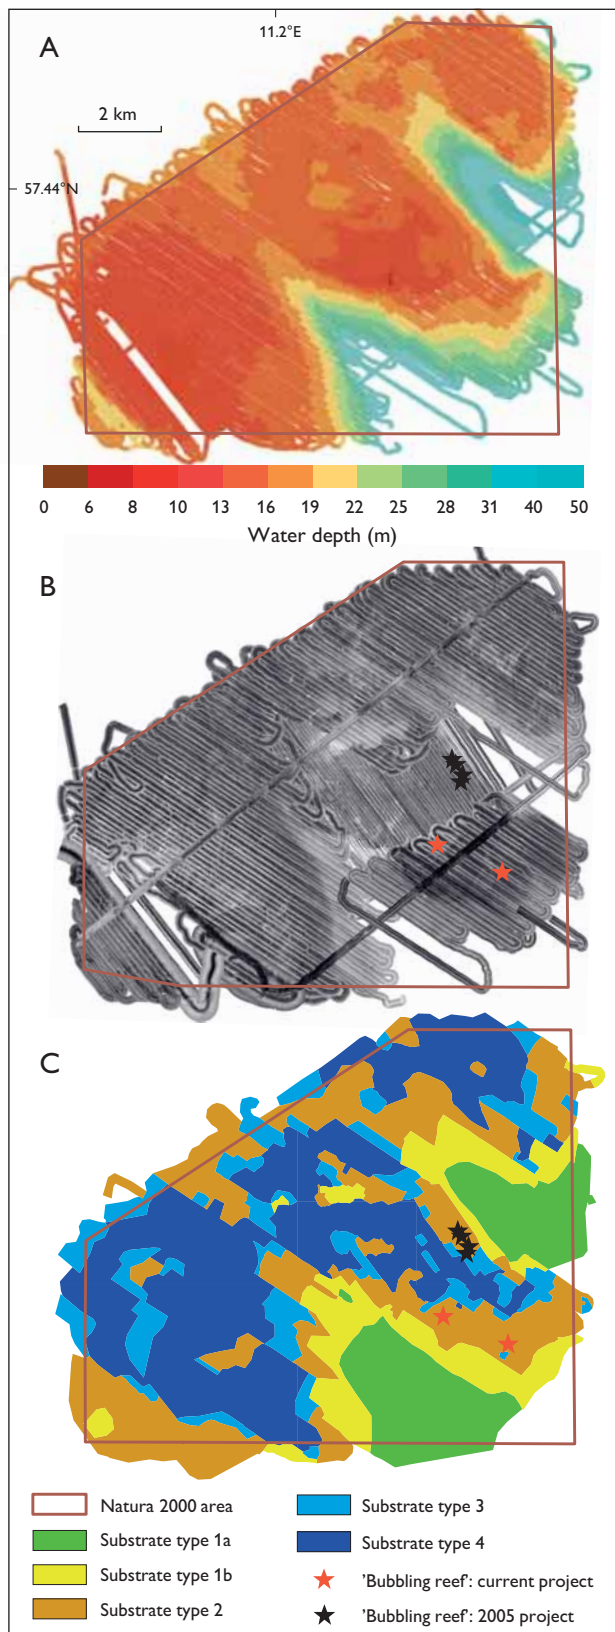 11.2°E
A
2 km
57.44°N
0 6 8 10 13 16 19 22 25 28 31 40 50
Water depth (m)
B
C
Natura 2000 area
Substrate type 1a
Substrate type 1b
Substrate type 2
Substrate type 3
Substrate type 4
'Bubbling reef': current project
'Bubbling reef': 2005 project